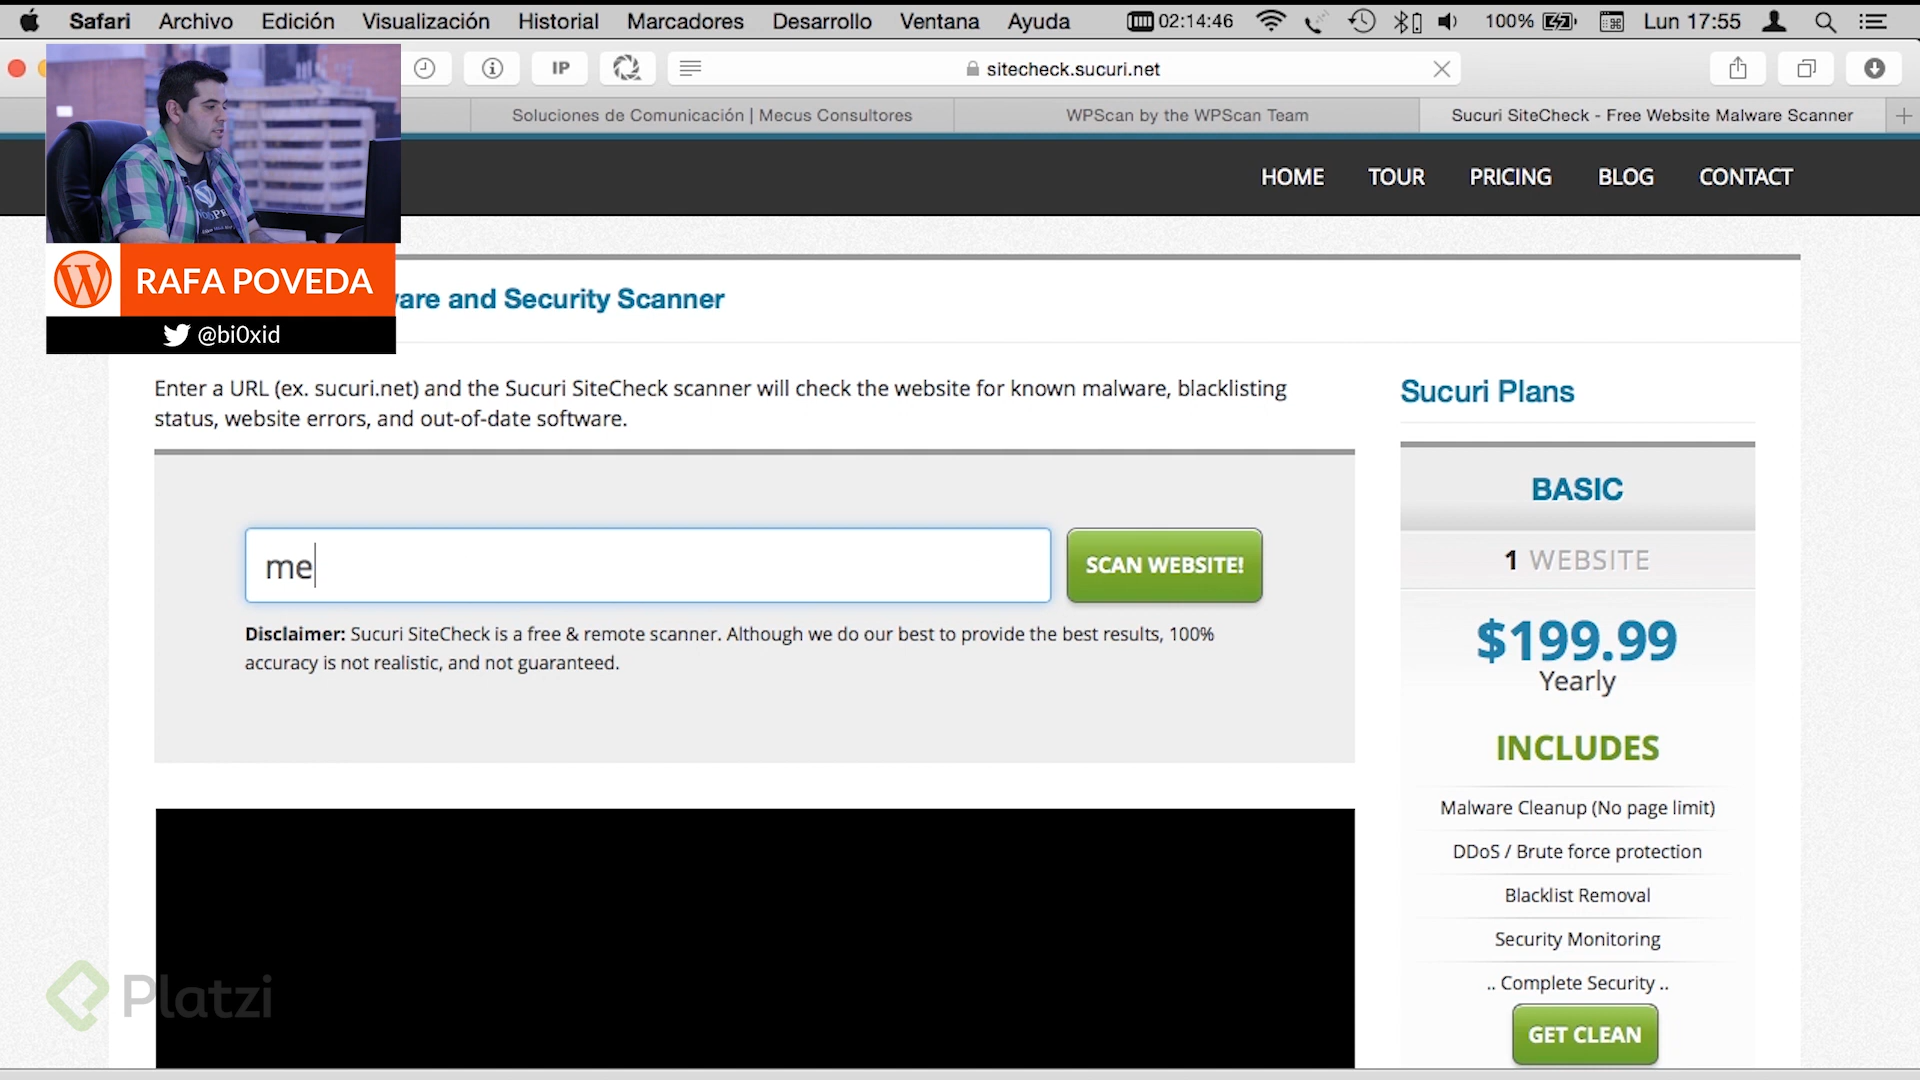 Safari Archivo Edición Visualización Historial Marcadores Desarrollo Ventana Ayuda 02:14:46 100% Lun 17:55
IP sitecheck.sucuri.net
Soluciones de Comunicación | Mecus Consultores WPScan by the WPScan Team Sucuri SiteCheck - Free Website Malware Scanner
HOME TOUR PRICING BLOG CONTACT
RAFA POVEDA
@bi0xid
ware and Security Scanner
Enter a URL (ex. sucuri.net) and the Sucuri SiteCheck scanner will check the website for known malware, blacklisting
status, website errors, and out-of-date software.
me
SCAN WEBSITE!
Disclaimer: Sucuri SiteCheck is a free & remote scanner. Although we do our best to provide the best results, 100%
accuracy is not realistic, and not guaranteed.
Sucuri Plans
BASIC
1 WEBSITE
$199.99
Yearly
INCLUDES
Malware Cleanup (No page limit)
DDoS / Brute force protection
Blacklist Removal
Security Monitoring
.. Complete Security ..
GET CLEAN
Platzi